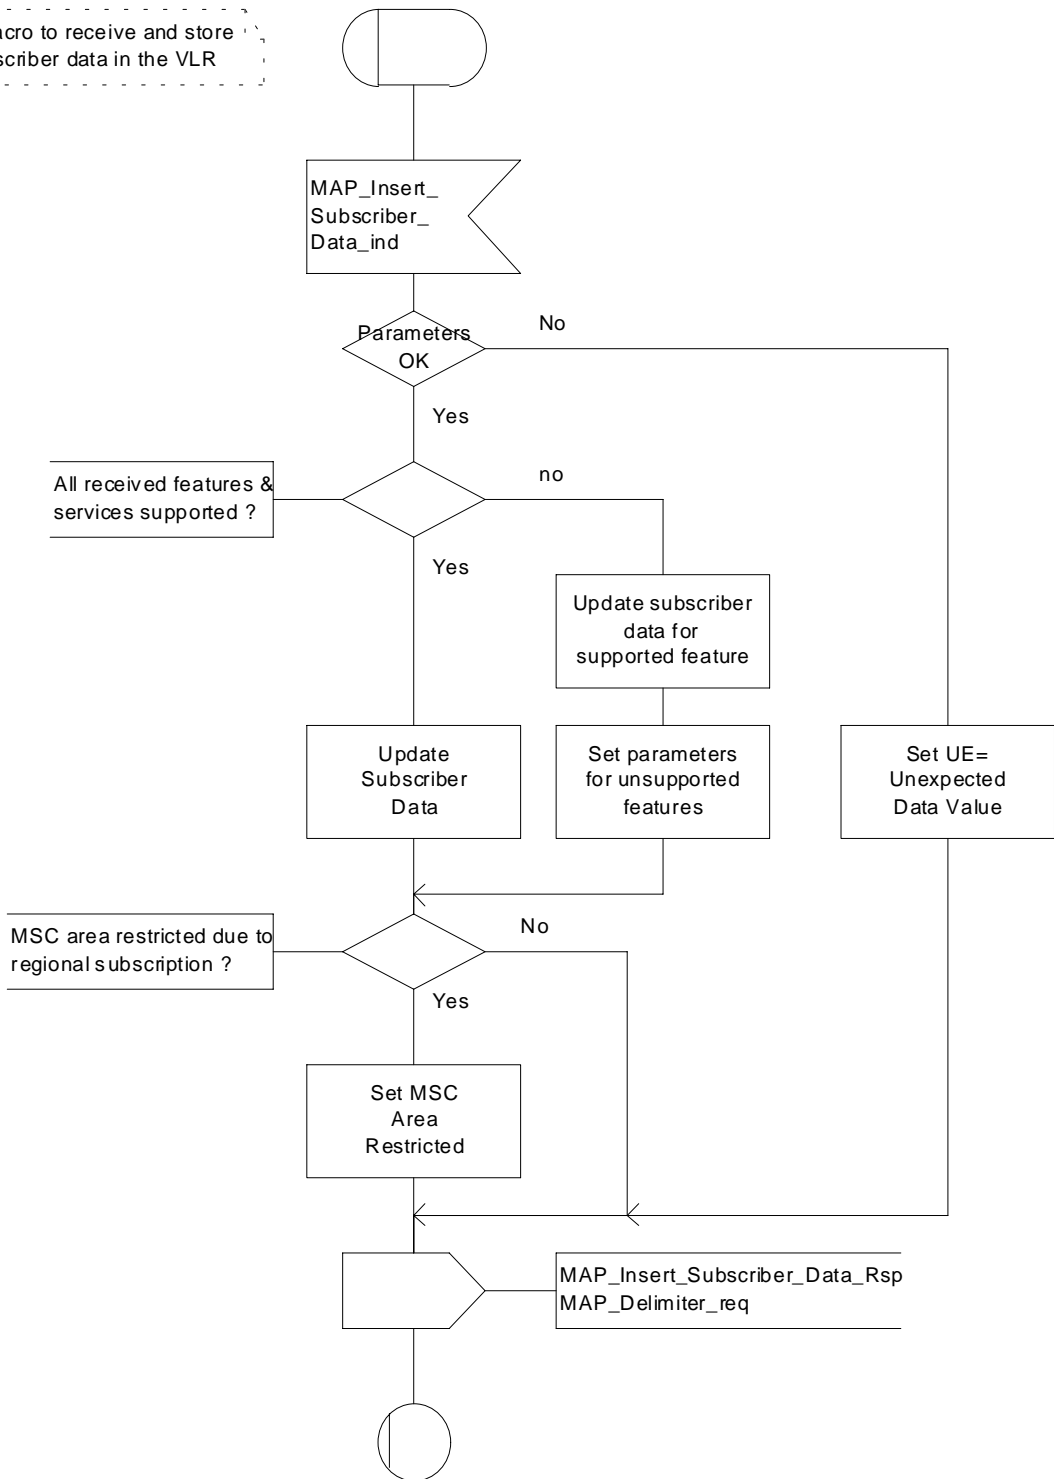 acro to receive and store
scriber data in the VLR
MAP_Insert_
Subscriber_
Data_ind
Parameters
OK
No
Yes
All received features &
services supported ?
no
Yes
Update subscriber
data for
supported feature
Update
Subscriber
Data
Set parameters
for unsupported
features
Set UE=
Unexpected
Data Value
MSC area restricted due to
regional subscription ?
No
Yes
Set MSC
Area
Restricted
MAP_Insert_Subscriber_Data_Rsp
MAP_Delimiter_req